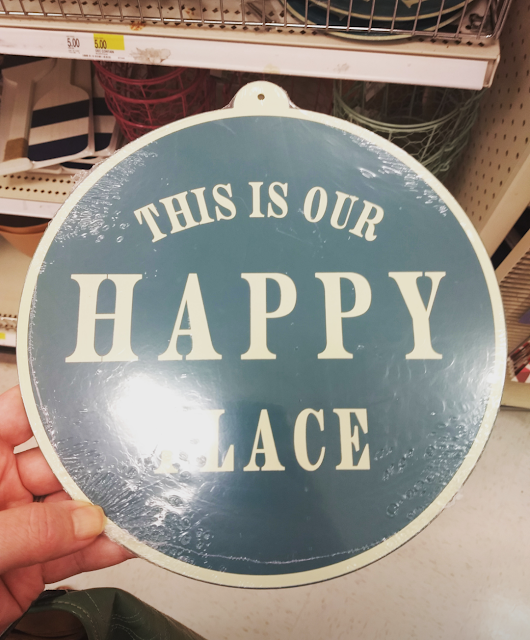 5.00 5.00
THIS IS OUR
HAPPY
PLACE